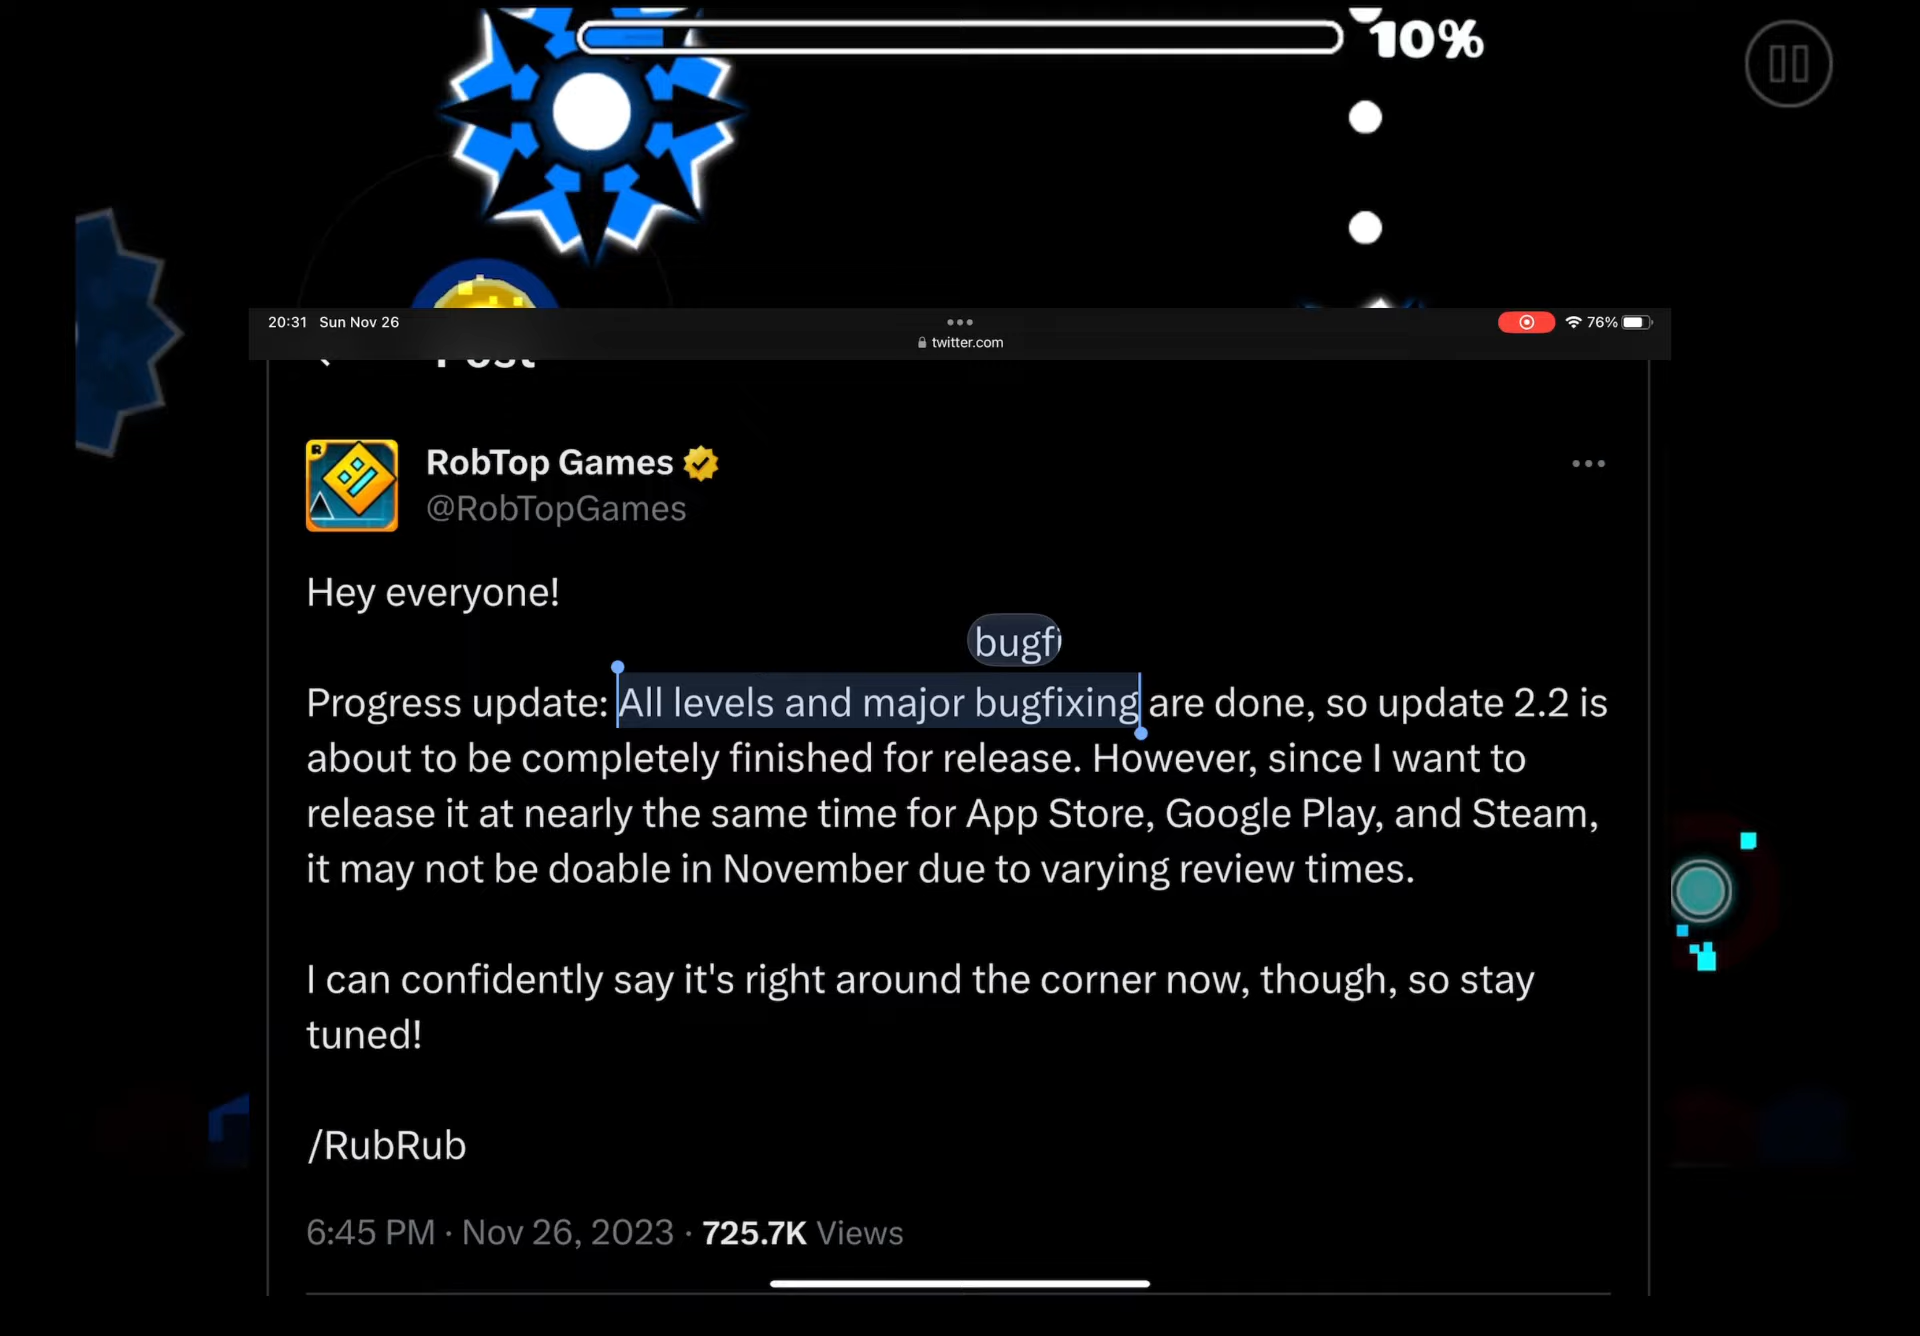 10%
20:31 Sun Nov 26
76%
twitter.com
Post
RobTop Games
@RobTopGames
Hey everyone!
bugfi
Progress update: All levels and major bugfixing are done, so update 2.2 is
about to be completely finished for release. However, since I want to
release it at nearly the same time for App Store, Google Play, and Steam,
it may not be doable in November due to varying review times.
I can confidently say it's right around the corner now, though, so stay
tuned!
/RubRub
6:45 PM · Nov 26, 2023 · 725.7K Views